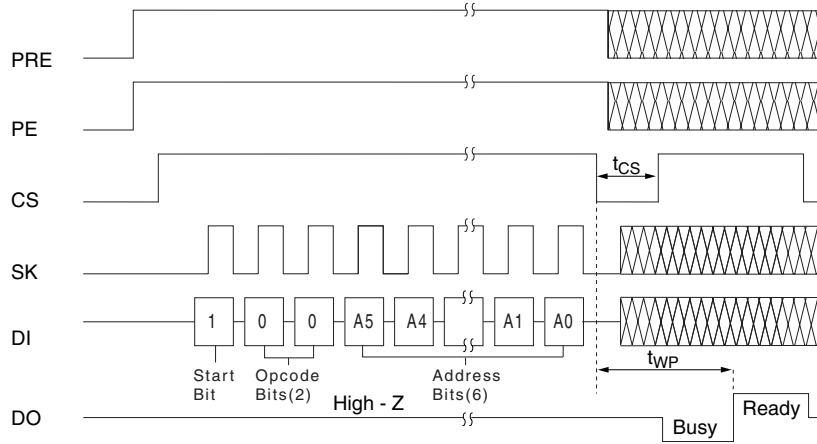 PRE
PE
CS
tCS
SK
DI
1 0 0 A5 A4 A1 A0
Start
Bit
Opcode
Bits(2)
Address
Bits(6)
tWP
DO
High - Z
Busy
Ready